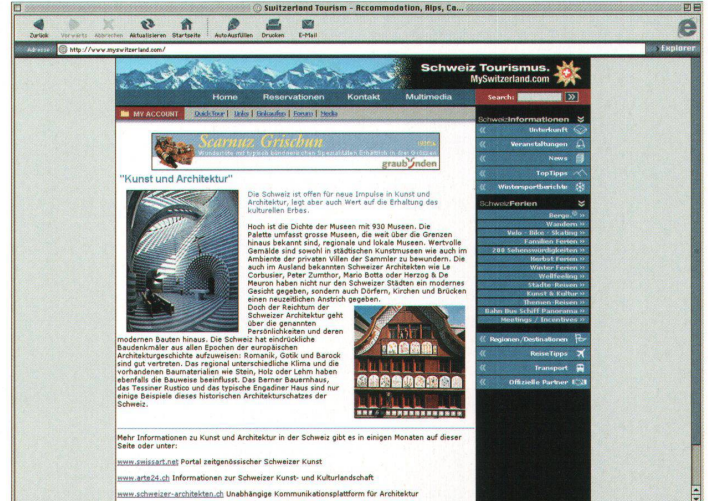 Switzerland Tourism – Accommodation, Alps, Ca...
Zurück Vorwärts Abbrechen Aktualisieren Startseite AutoAusfüllen Drucken E-Mail
Adresse http://www.myswitzerland.com/ Explorer
Schweiz Tourismus.
MySwitzerland.com
Home Reservationen Kontakt Multimedia Search:
MY ACCOUNT Quick Tour | Links | Einkaufen | Forum | Media
Scarnuz Grischun
graubünden
"Kunst und Architektur"
Die Schweiz ist offen für neue Impulse in Kunst und
Architektur, legt aber auch Wert auf die Erhaltung des
kulturellen Erbes.
Hoch ist die Dichte der Museen mit 930 Museen. Die
Palette umfasst grosse Museen, die weit über die Grenzen
hinaus bekannt sind, regionale und lokale Museen. Wertvolle
Gemälde sind sowohl in städtischen Kunstmuseen wie auch im
Ambiente der privaten Villen der Sammler zu bewundern. Die
auch im Ausland bekannten Schweizer Architekten wie Le
Corbusier, Peter Zumthor, Mario Botta oder Herzog & De
Meuron haben nicht nur den Schweizer Städten ein modernes
Gesicht gegeben, sondern auch Dörfern, Kirchen und Brücken
einen neuzeitlichen Anstrich gegeben.
Doch der Reichtum der
Schweizer Architektur geht
über die genannten
Persönlichkeiten und deren
modernen Bauten hinaus. Die Schweiz hat eindrückliche
Baudenkmäler aus allen Epochen der europäischen
Architekturgeschichte aufzuweisen: Romanik, Gotik und Barock
sind gut vertreten. Das regional unterschiedliche Klima und die
vorhandenen Baumaterialien wie Stein, Holz oder Lehm haben
ebenfalls die Bauweise beeinflusst. Das Berner Bauernhaus,
das Tessiner Rustico und das typische Engadiner Haus sind nur
einige Beispiele dieses historischen Architekturschatzes der
Schweiz.
Mehr Informationen zu Kunst und Architektur in der Schweiz gibt es in einigen Monaten auf dieser
Seite oder unter:
www.swissart.net Portal zeitgenössischer Schweizer Kunst
www.arte24.ch Informationen zur Schweizer Kunst- und Kulturlandschaft
www.schweizer-architekten.ch Unabhängige Kommunikationsplattform für Architektur
SchweizInformationen
Unterkunft
Veranstaltungen
News
TopTipps
Wintersportberichte
SchweizFerien
Berge »
Wandern »
Velo - Bike - Skating »
Familien Ferien »
200 Sehenswürdigkeiten »
Herbst Ferien »
Winter Ferien »
Wellfeeling »
Städte-Reisen »
Kunst & Kultur »
Themen-Reisen »
Bahn Bus Schiff Panorama »
Meetings / Incentives »
Regionen/Destinationen
ReiseTipps
Transport
Offizielle Partner